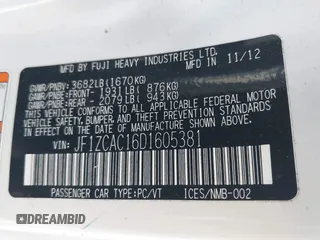 MFD BY FUJI HEAVY INDUSTRIES LTD. 11/12
GVWR/PNBV: 3682LB(1670KG)
GAWR/PNBE: FRONT- 1931LB( 876KG)
GAWR/PNBE: REAR - 2079LB( 943KG)
THIS VEHICLE CONFORMS TO ALL APPLICABLE
FEDERAL MOTOR VEHICLE SAFETY, BUMPER,
AND THEFT PREVENTION STANDARDS IN EFFECT
ON THE DATE OF MANUFACTURE SHOWN ABOVE.
VIN: JF1ZCAC16D1605381
PASSENGER CAR TYPE:PC/VT ICES/NMB-002
DREAMBID